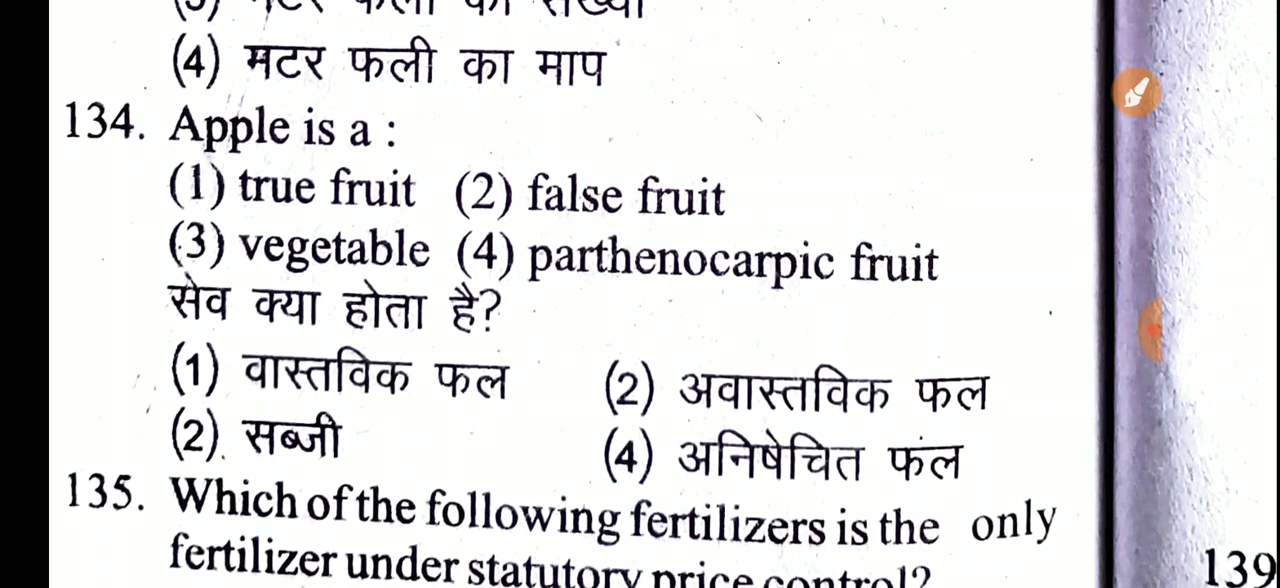 (4) मटर फली का माप
134. Apple is a :
(1) true fruit (2) false fruit
(3) vegetable (4) parthenocarpic fruit
सेव क्या होता है?
(1) वास्तविक फल (2) अवास्तविक फल
(2) सब्जी (4) अनिषेचित फल
135. Which of the following fertilizers is the only
fertilizer under statutory price control?
139